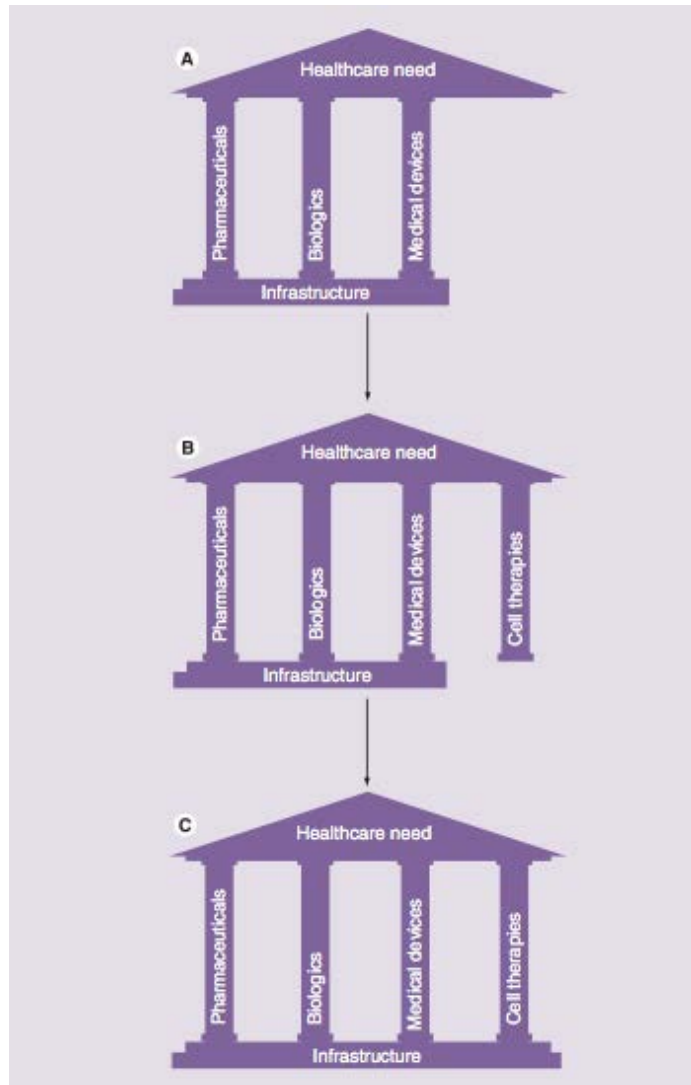 A
Healthcare need
Pharmaceuticals
Biologics
Medical devices
Infrastructure
B
Healthcare need
Pharmaceuticals
Biologics
Medical devices
Cell therapies
Infrastructure
C
Healthcare need
Pharmaceuticals
Biologics
Medical devices
Cell therapies
Infrastructure